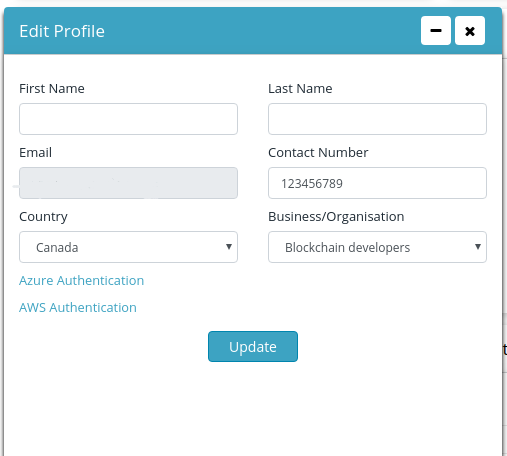 Edit Profile
First Name Last Name
Email Contact Number
123456789
Country Business/Organisation
Canada Blockchain developers
Azure Authentication
AWS Authentication
Update